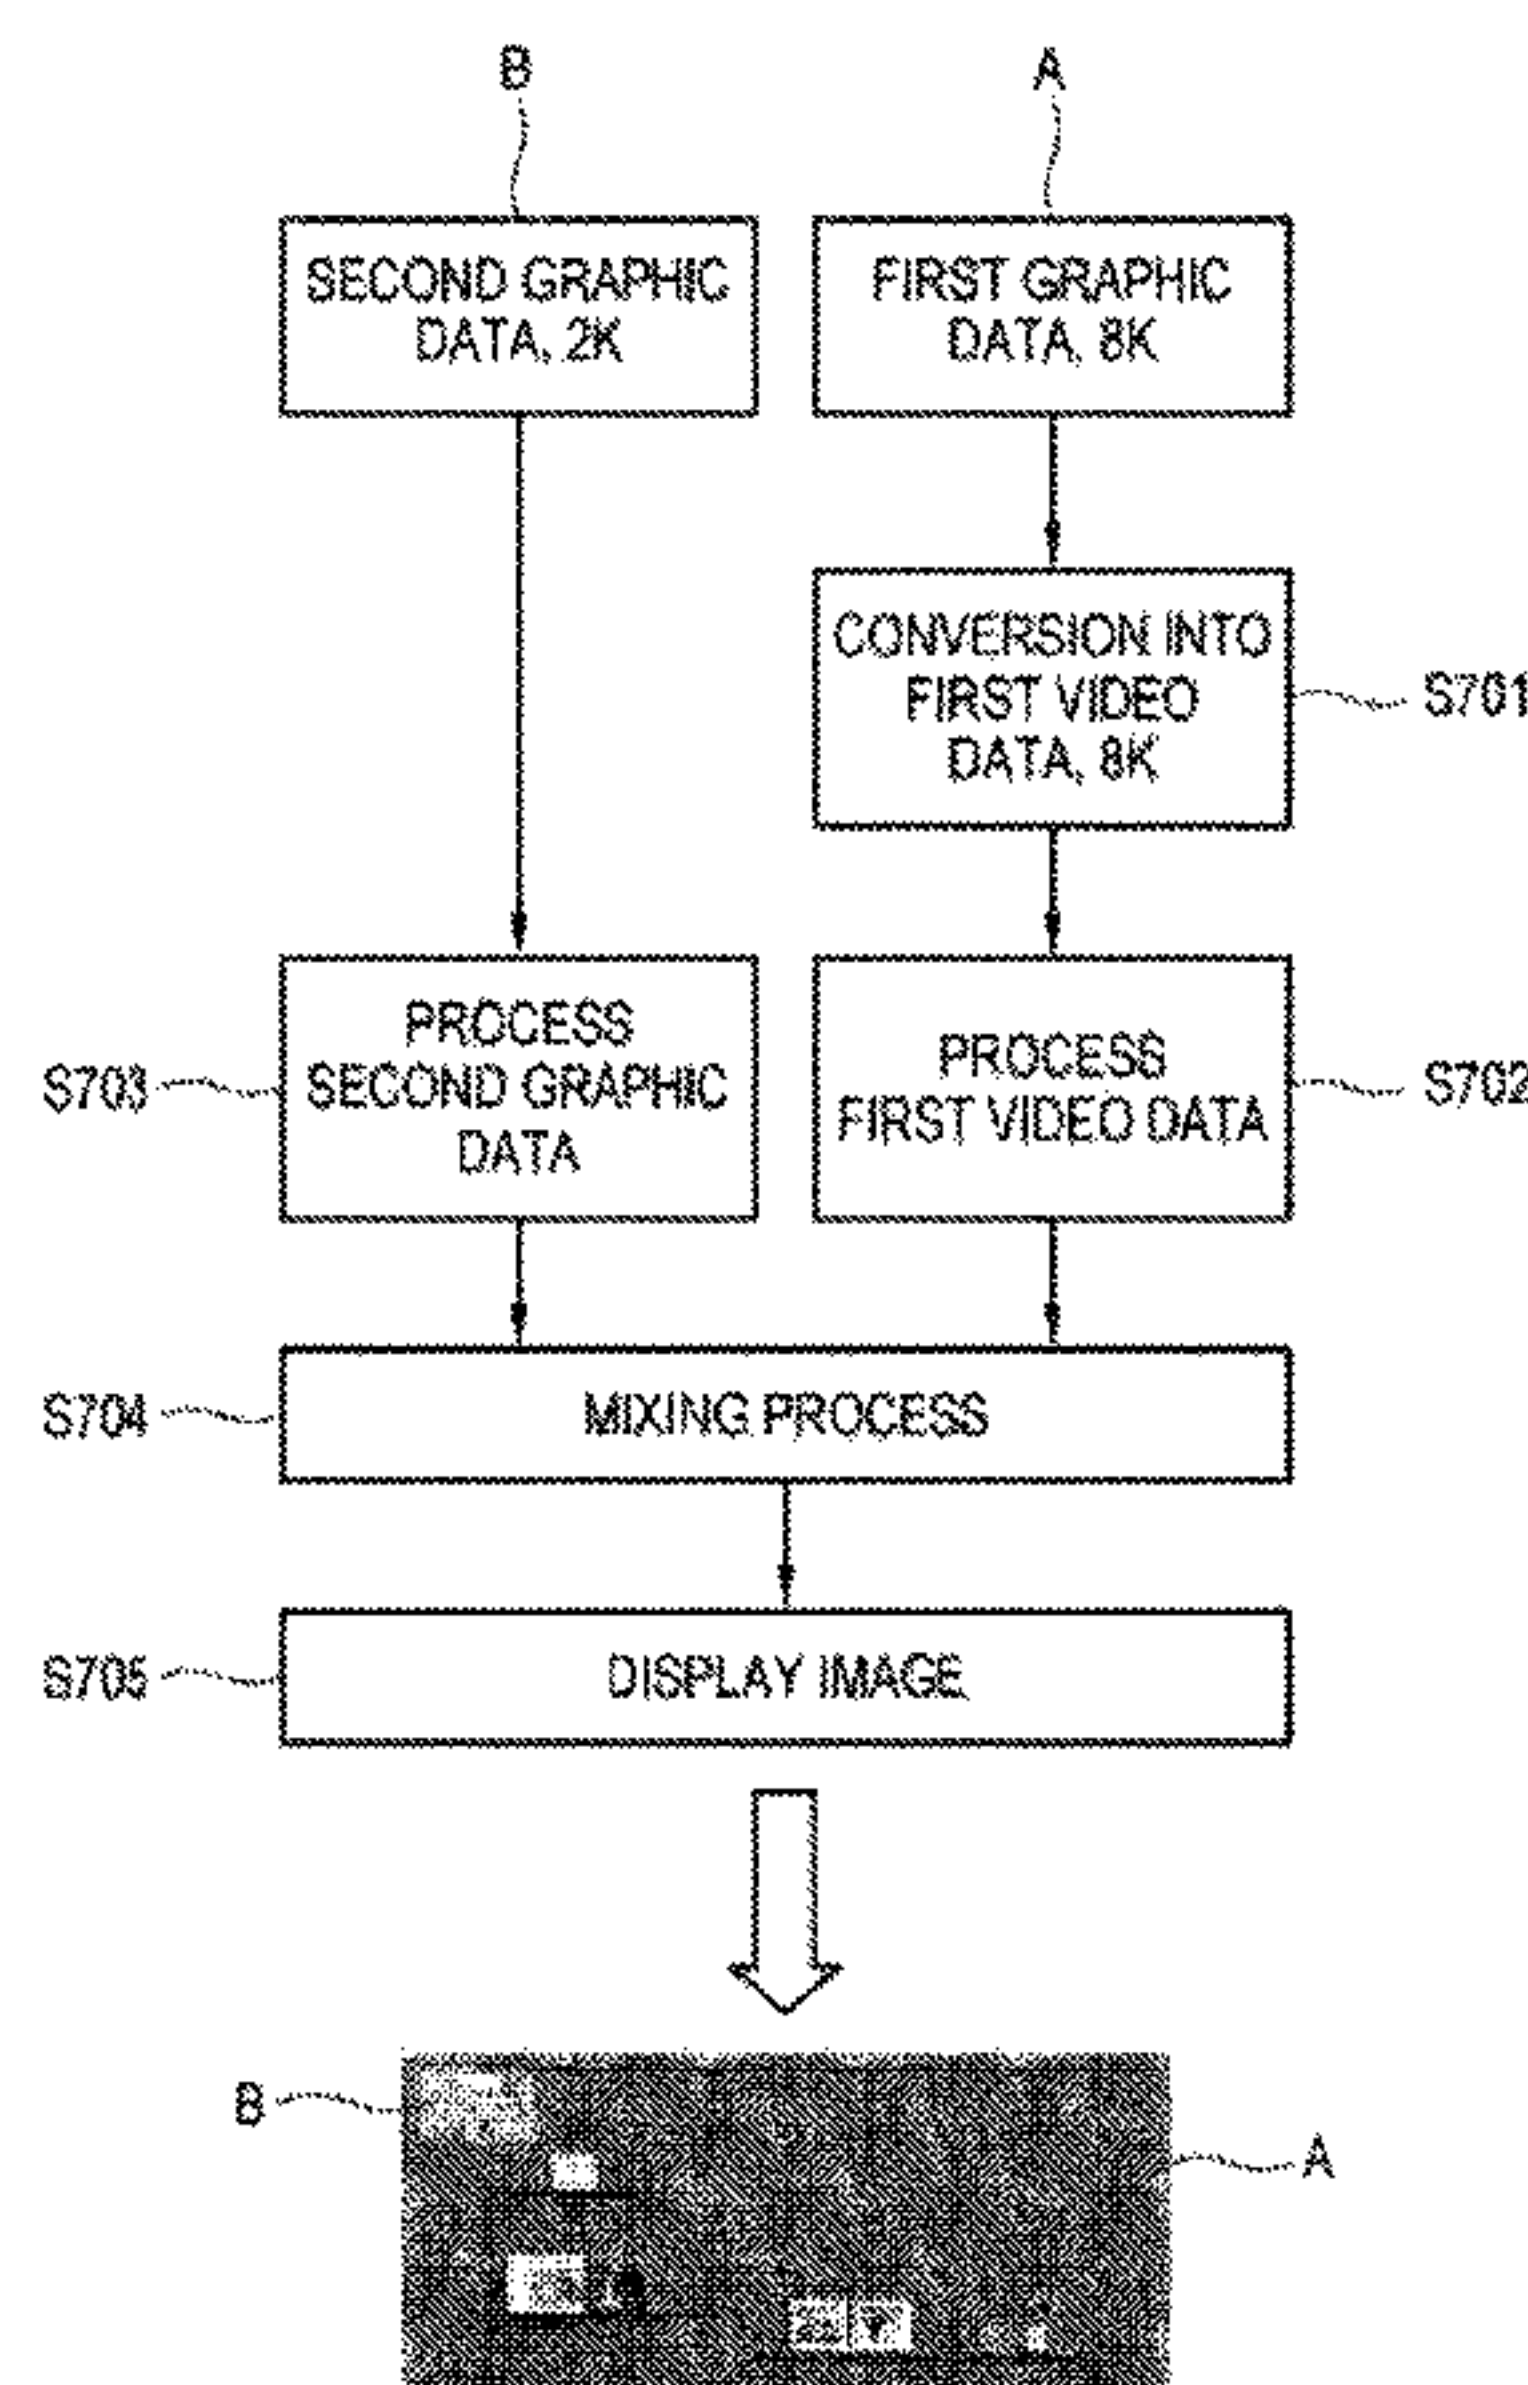 B
A
SECOND GRAPHIC
DATA, 2K
FIRST GRAPHIC
DATA, 8K
CONVERSION INTO
FIRST VIDEO
DATA, 8K
S701
S703
PROCESS
SECOND GRAPHIC
DATA
PROCESS
FIRST VIDEO DATA
S702
S704
MIXING PROCESS
S705
DISPLAY IMAGE
B
A